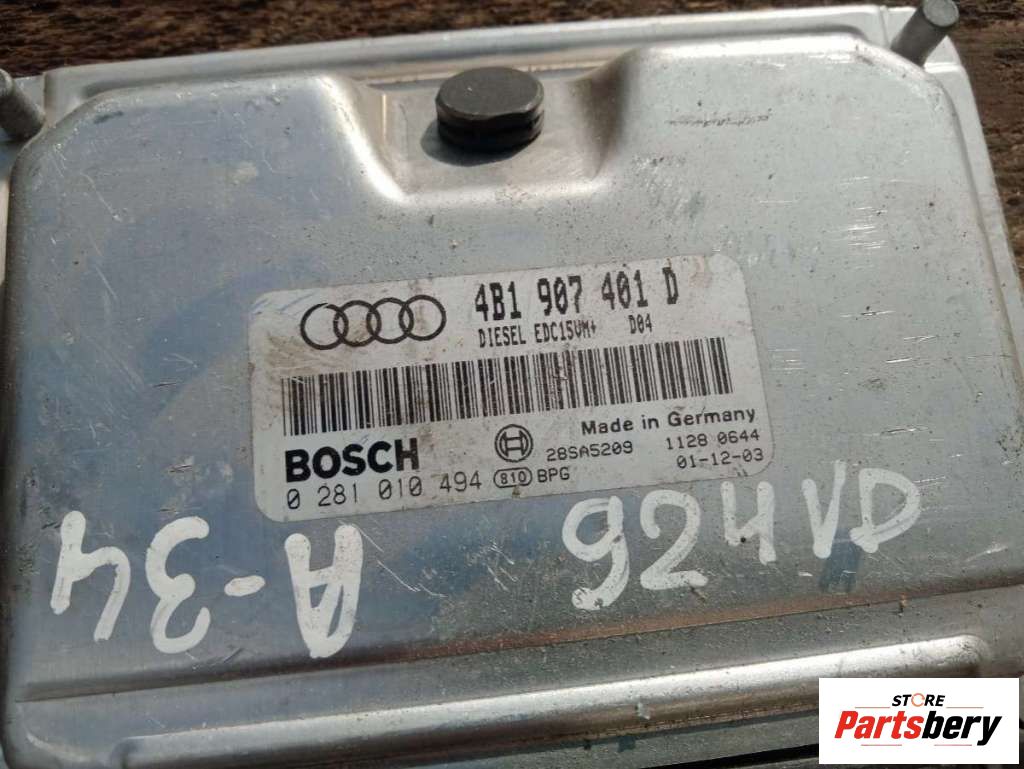 4B1 907 401 D
DIESEL EDC15VM+ D04
Made in Germany
BOSCH
28SA5209 1128 0644
0 281 010 494 810 BPG 01-12-03
A-34
STORE
Partsbery